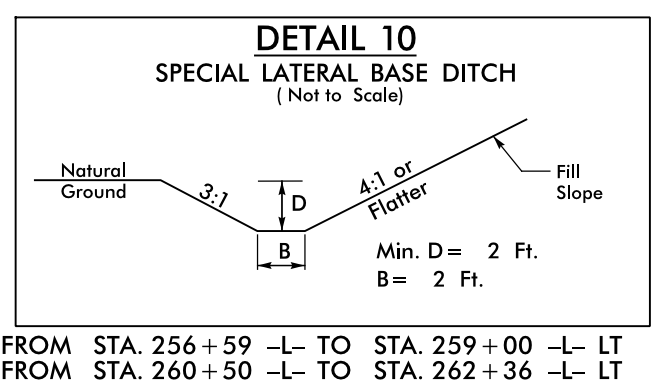 DETAIL 10
SPECIAL LATERAL BASE DITCH
( Not to Scale)
Natural
Ground
3:1
D
B
4:1 or
Flatter
Fill
Slope
Min. D= 2 Ft.
B= 2 Ft.
FROM STA. 256+59 -L- TO STA. 259+00 -L- LT
FROM STA. 260+50 -L- TO STA. 262+36 -L- LT